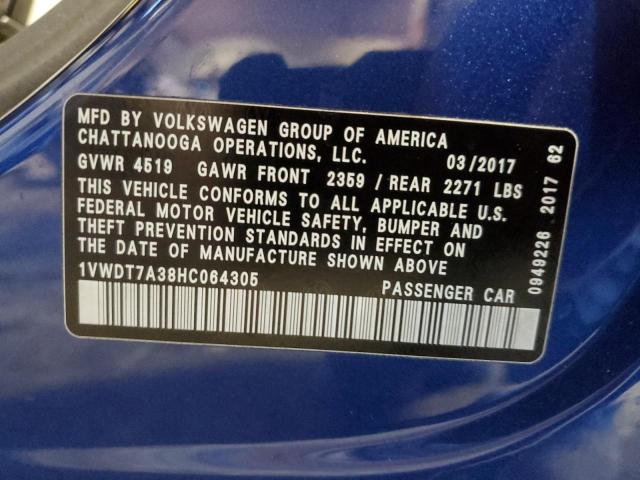 MFD BY VOLKSWAGEN GROUP OF AMERICA
CHATTANOOGA OPERATIONS, LLC. 03/2017
GVWR 4519 GAWR FRONT 2359 / REAR 2271 LBS
THIS VEHICLE CONFORMS TO ALL APPLICABLE U.S.
FEDERAL MOTOR VEHICLE SAFETY, BUMPER AND
THEFT PREVENTION STANDARDS IN EFFECT ON
THE DATE OF MANUFACTURE SHOWN ABOVE
1VWDT7A38HC064305 PASSENGER CAR
0949226 2017 62